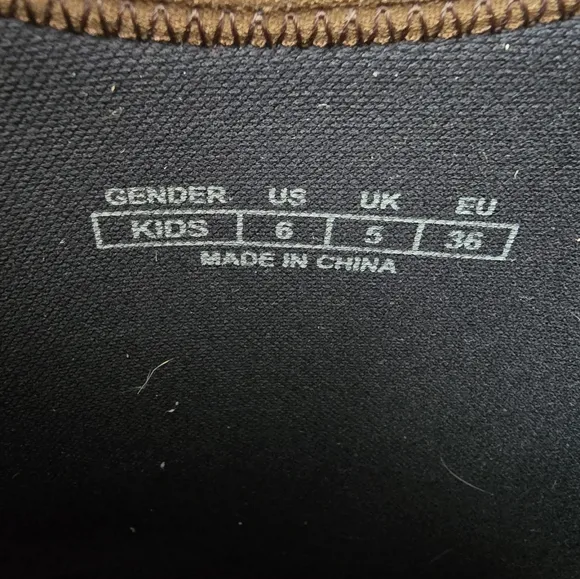 GENDER US UK EU
KIDS 6 5 36
MADE IN CHINA